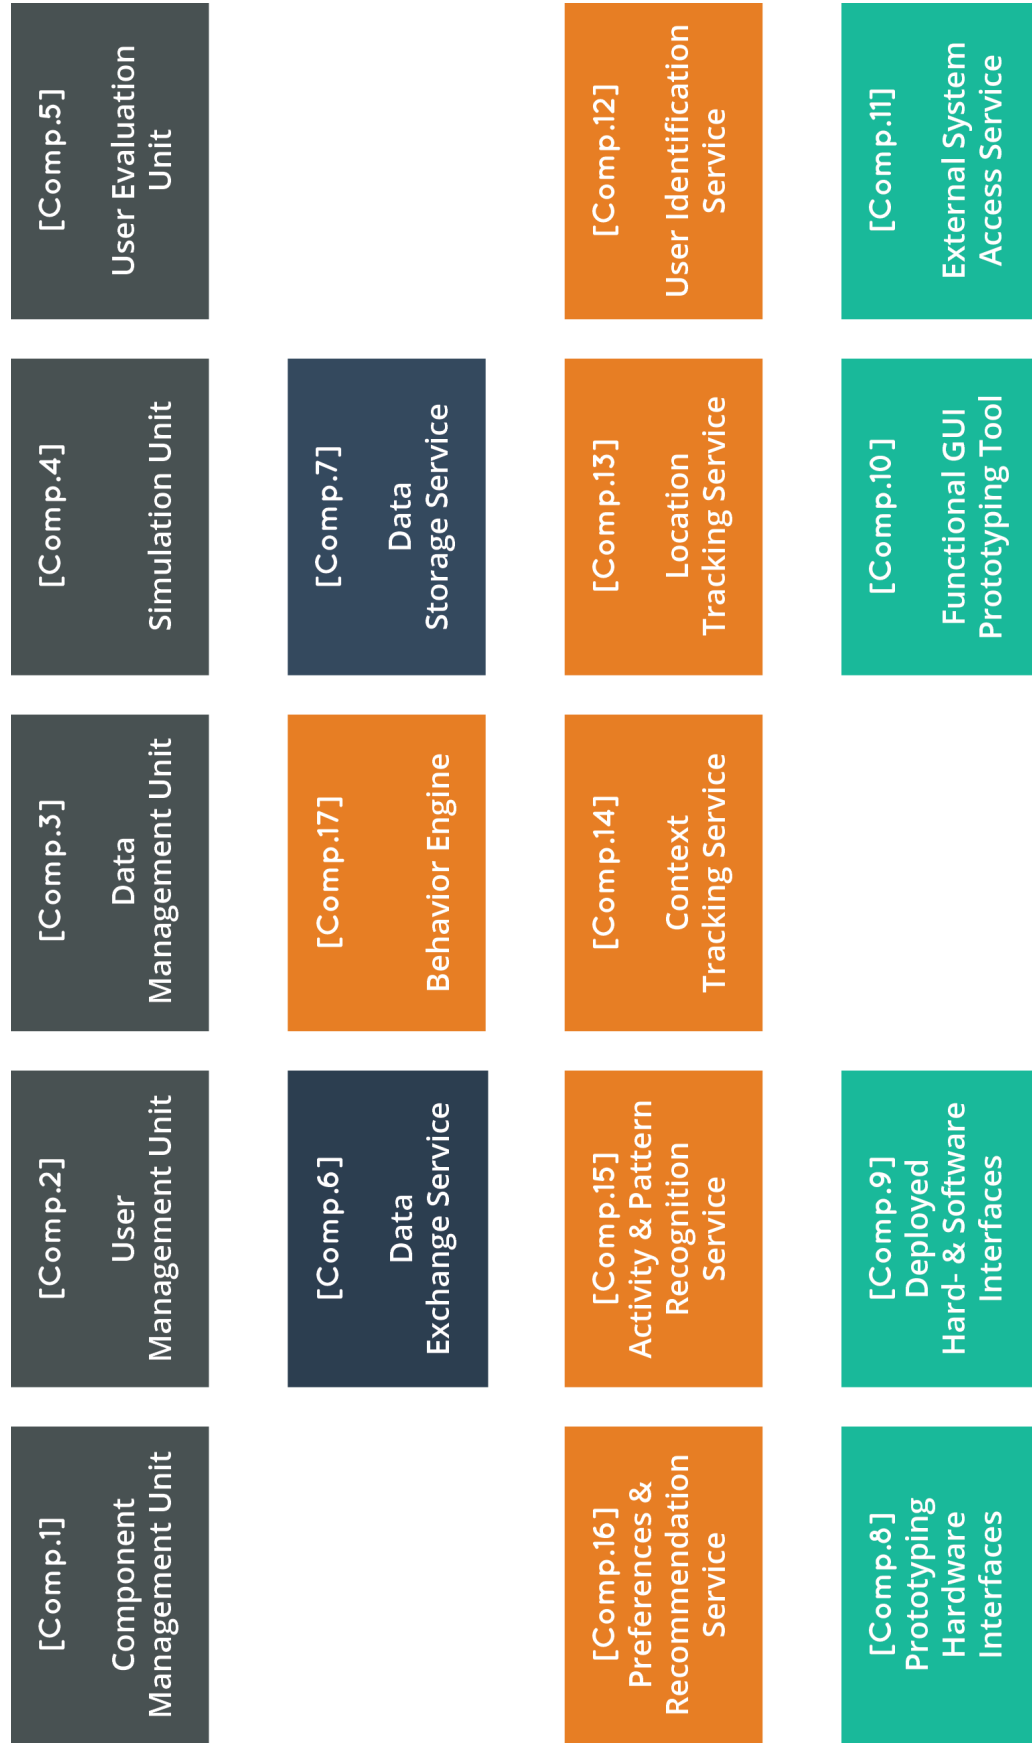 [Comp.1]
Component
Management Unit
[Comp.2]
User
Management Unit
[Comp.3]
Data
Management Unit
[Comp.4]
Simulation Unit
[Comp.5]
User Evaluation
Unit
[Comp.6]
Data
Exchange Service
[Comp.17]
Behavior Engine
[Comp.7]
Data
Storage Service
[Comp.16]
Preferences &
Recommendation
Service
[Comp.15]
Activity & Pattern
Recognition
Service
[Comp.14]
Context
Tracking Service
[Comp.13]
Location
Tracking Service
[Comp.12]
User Identification
Service
[Comp.8]
Prototyping
Hardware
Interfaces
[Comp.9]
Deployed
Hard- & Software
Interfaces
[Comp.10]
Functional GUI
Prototyping Tool
[Comp.11]
External System
Access Service